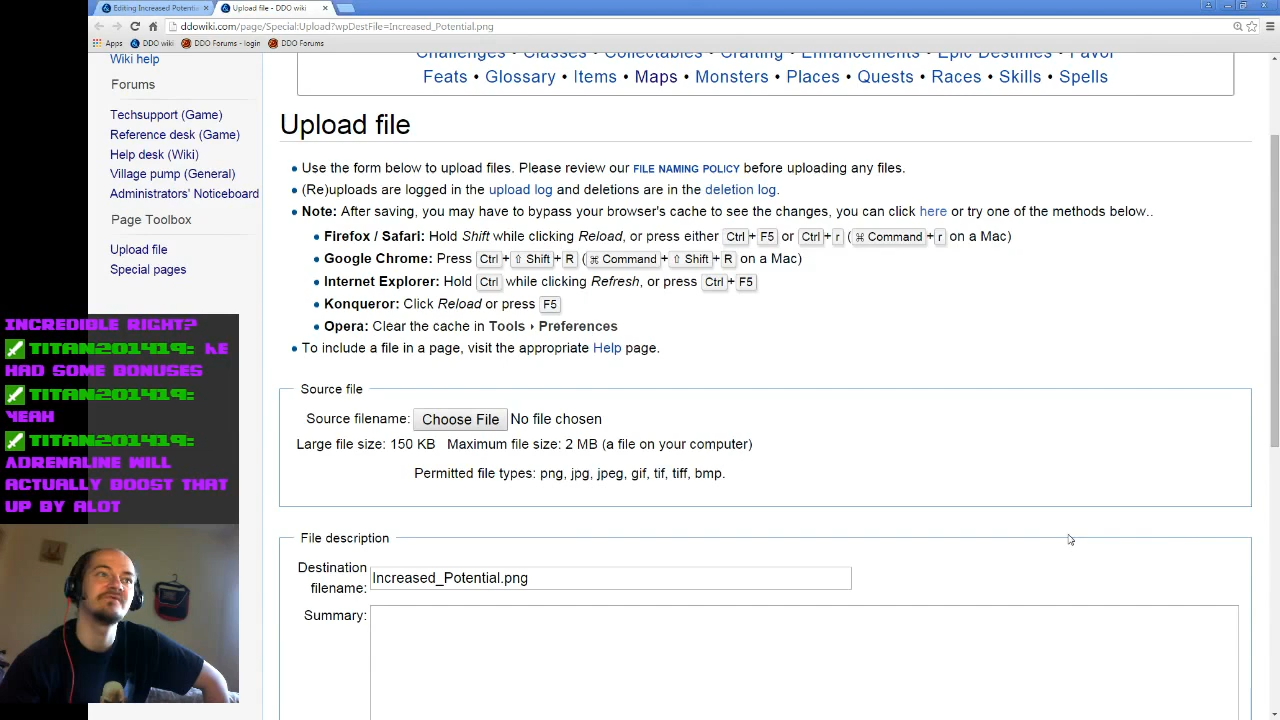 Editing Increased Potenti
Upload file - DDO wiki
ddowiki.com/page/Special:Upload?wpDestFile=Increased_Potential.png
Apps DDO wiki DDO Forums - login DDO Forums
Challenges • Classes • Collectables • Crafting • Enhancements • Epic Destinies • Favor
Feats • Glossary • Items • Maps • Monsters • Places • Quests • Races • Skills • Spells
Wiki help
Forums
Techsupport (Game)
Reference desk (Game)
Help desk (Wiki)
Village pump (General)
Administrators' Noticeboard
Page Toolbox
Upload file
Special pages
Upload file
Use the form below to upload files. Please review our FILE NAMING POLICY before uploading any files.
(Re)uploads are logged in the upload log and deletions are in the deletion log.
Note: After saving, you may have to bypass your browser's cache to see the changes, you can click here or try one of the methods below..
Firefox / Safari: Hold Shift while clicking Reload, or press either Ctrl+F5 or Ctrl+r (⌘ Command+r on a Mac)
Google Chrome: Press Ctrl+⇧ Shift+R (⌘ Command+⇧ Shift+R on a Mac)
Internet Explorer: Hold Ctrl while clicking Refresh, or press Ctrl+F5
Konqueror: Click Reload or press F5
Opera: Clear the cache in Tools › Preferences
To include a file in a page, visit the appropriate Help page.
Source file
Source filename: Choose File No file chosen
Large file size: 150 KB Maximum file size: 2 MB (a file on your computer)
Permitted file types: png, jpg, jpeg, gif, tif, tiff, bmp.
File description
Destination
filename: Increased_Potential.png
Summary:
INCREDIBLE RIGHT?
TITAN201419: HE
HAD SOME BONUSES
TITAN201419:
YEAH
TITAN201419:
ADRENALINE WILL
ACTUALLY BOOST THAT
UP BY ALOT